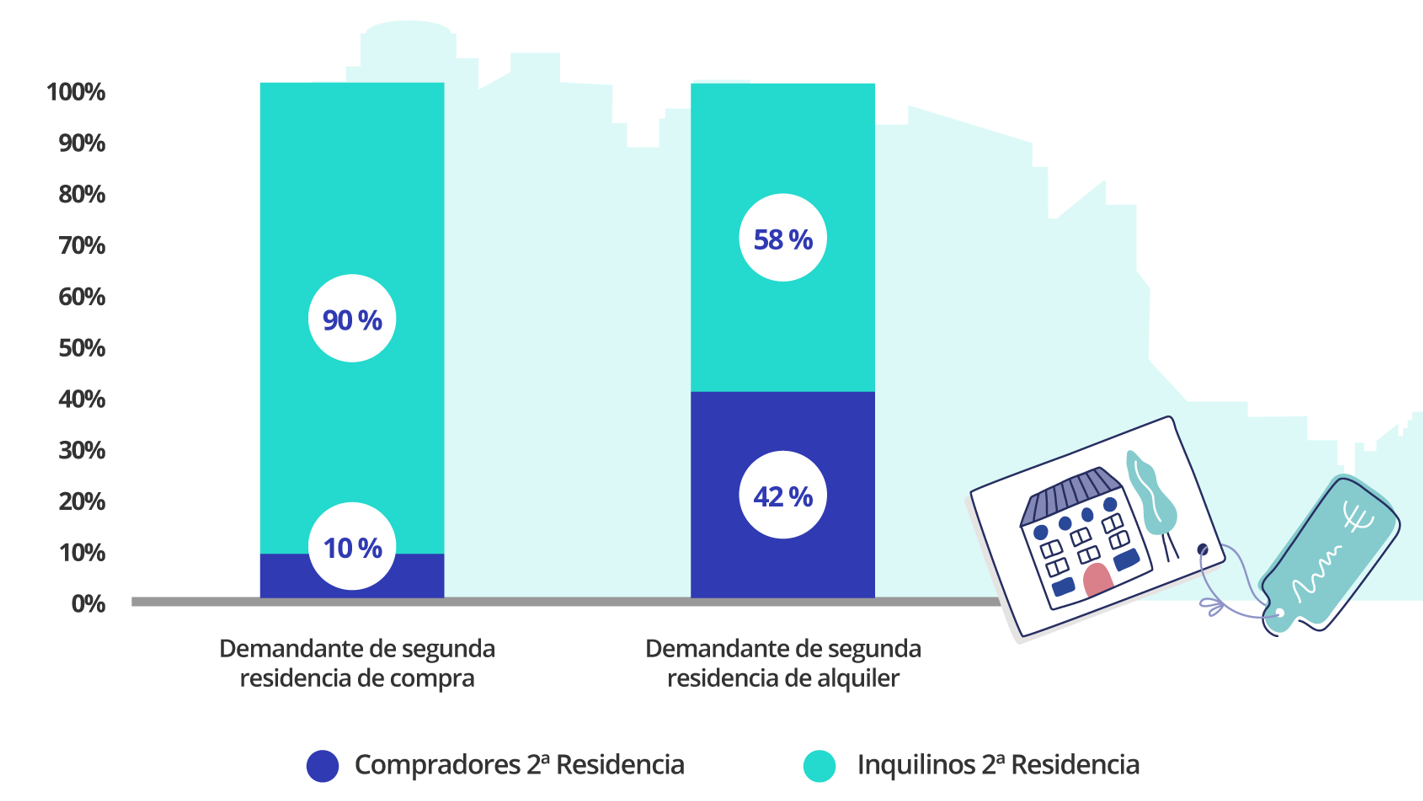 100%
90%
80%
70%
60%
50%
40%
30%
20%
10%
0%
90 %
10 %
58 %
42 %
Demandante de segunda
residencia de compra
Demandante de segunda
residencia de alquiler
Compradores 2ª Residencia
Inquilinos 2ª Residencia